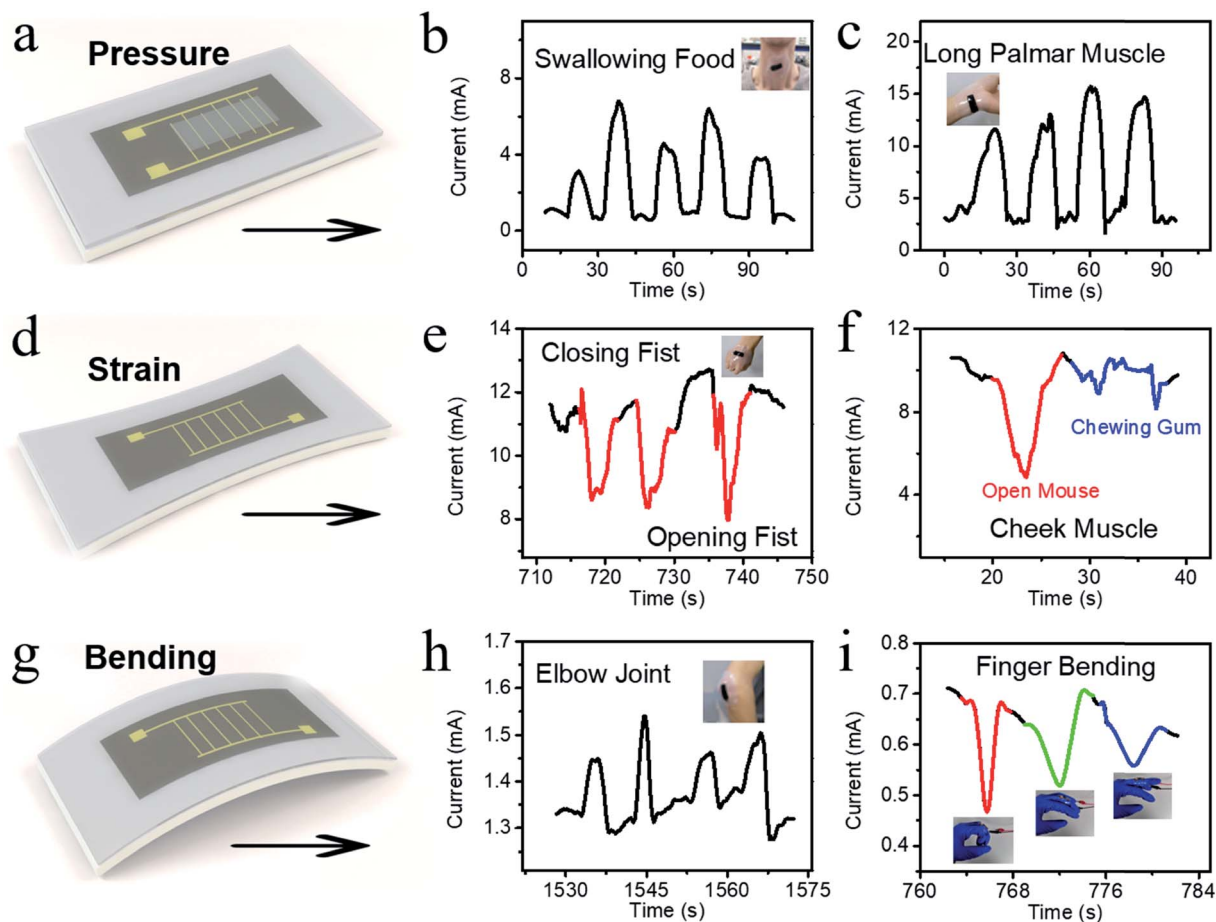 a
Pressure
b
Swallowing Food
8
4
0
Current (mA)
0 30 60 90
Time (s)
c
Long Palmar Muscle
20
15
10
5
0
Current (mA)
0 30 60 90
Time (s)
d
Strain
e
Closing Fist
Opening Fist
14
12
10
8
Current (mA)
710 720 730 740 750
Time (s)
f
12
8
4
Current (mA)
Chewing Gum
Open Mouse
Cheek Muscle
20 30 40
Time (s)
g
Bending
h
Elbow Joint
1.7
1.6
1.5
1.4
1.3
Current (mA)
1530 1545 1560 1575
Time (s)
i
Finger Bending
0.8
0.7
0.6
0.5
0.4
Current (mA)
760 768 776 784
Time (s)